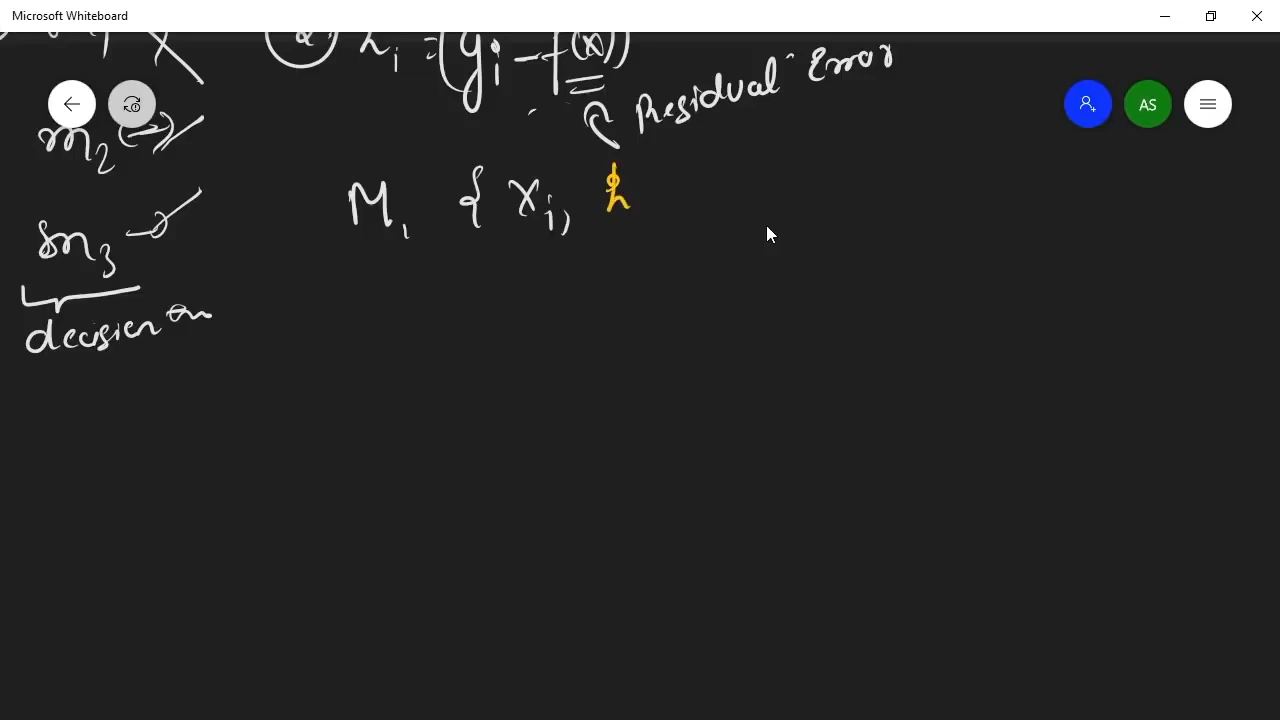 Microsoft Whiteboard
r_i = (y_i - f(x))
Residual Error
AS
m_2
M_1 { x_i, r
m_3
decision